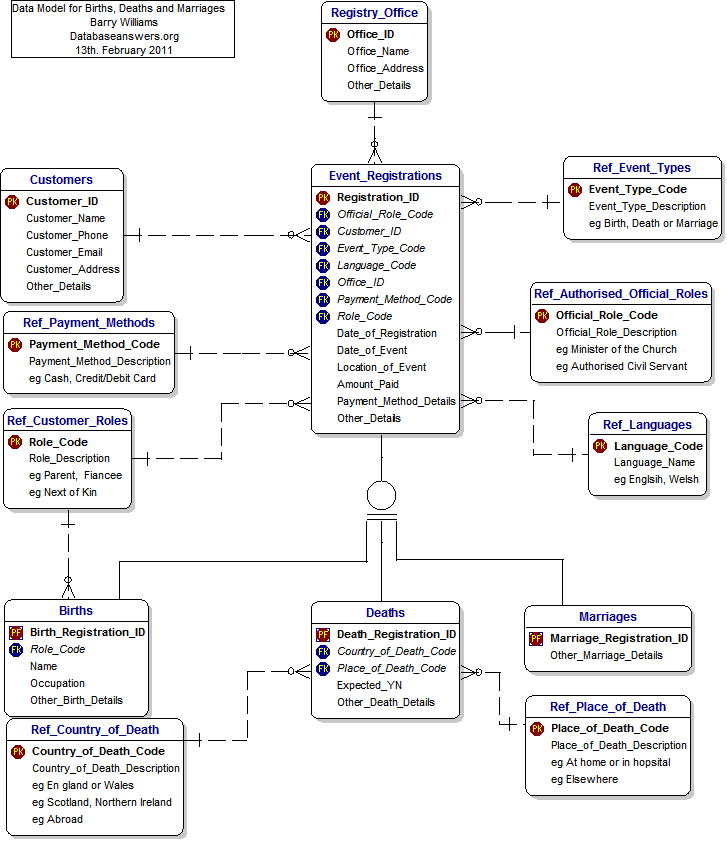 Data Model for Births, Deaths and Marriages
Barry Williams
Databaseanswers.org
13th. February 2011
Registry_Office
PK Office_ID
Office_Name
Office_Address
Other_Details
Customers
PK Customer_ID
Customer_Name
Customer_Phone
Customer_Email
Customer_Address
Other_Details
Event_Registrations
PK Registration_ID
FK Official_Role_Code
FK Customer_ID
FK Event_Type_Code
FK Language_Code
FK Office_ID
FK Payment_Method_Code
FK Role_Code
Date_of_Registration
Date_of_Event
Location_of_Event
Amount_Paid
Payment_Method_Details
Other_Details
Ref_Event_Types
PK Event_Type_Code
Event_Type_Description
eg Birth, Death or Marriage
Ref_Authorised_Official_Roles
PK Official_Role_Code
Official_Role_Description
eg Minister of the Church
eg Authorised Civil Servant
Ref_Payment_Methods
PK Payment_Method_Code
Payment_Method_Description
eg Cash, Credit/Debit Card
Ref_Customer_Roles
PK Role_Code
Role_Description
eg Parent, Fiancee
eg Next of Kin
Ref_Languages
PK Language_Code
Language_Name
eg Englsih, Welsh
Births
PF Birth_Registration_ID
FK Role_Code
Name
Occupation
Other_Birth_Details
Deaths
PF Death_Registration_ID
FK Country_of_Death_Code
FK Place_of_Death_Code
Expected_YN
Other_Death_Details
Marriages
PF Marriage_Registration_ID
Other_Marriage_Details
Ref_Country_of_Death
PK Country_of_Death_Code
Country_of_Death_Description
eg En gland or Wales
eg Scotland, Northern Ireland
eg Abroad
Ref_Place_of_Death
PK Place_of_Death_Code
Place_of_Death_Description
eg At home or in hopsital
eg Elsewhere